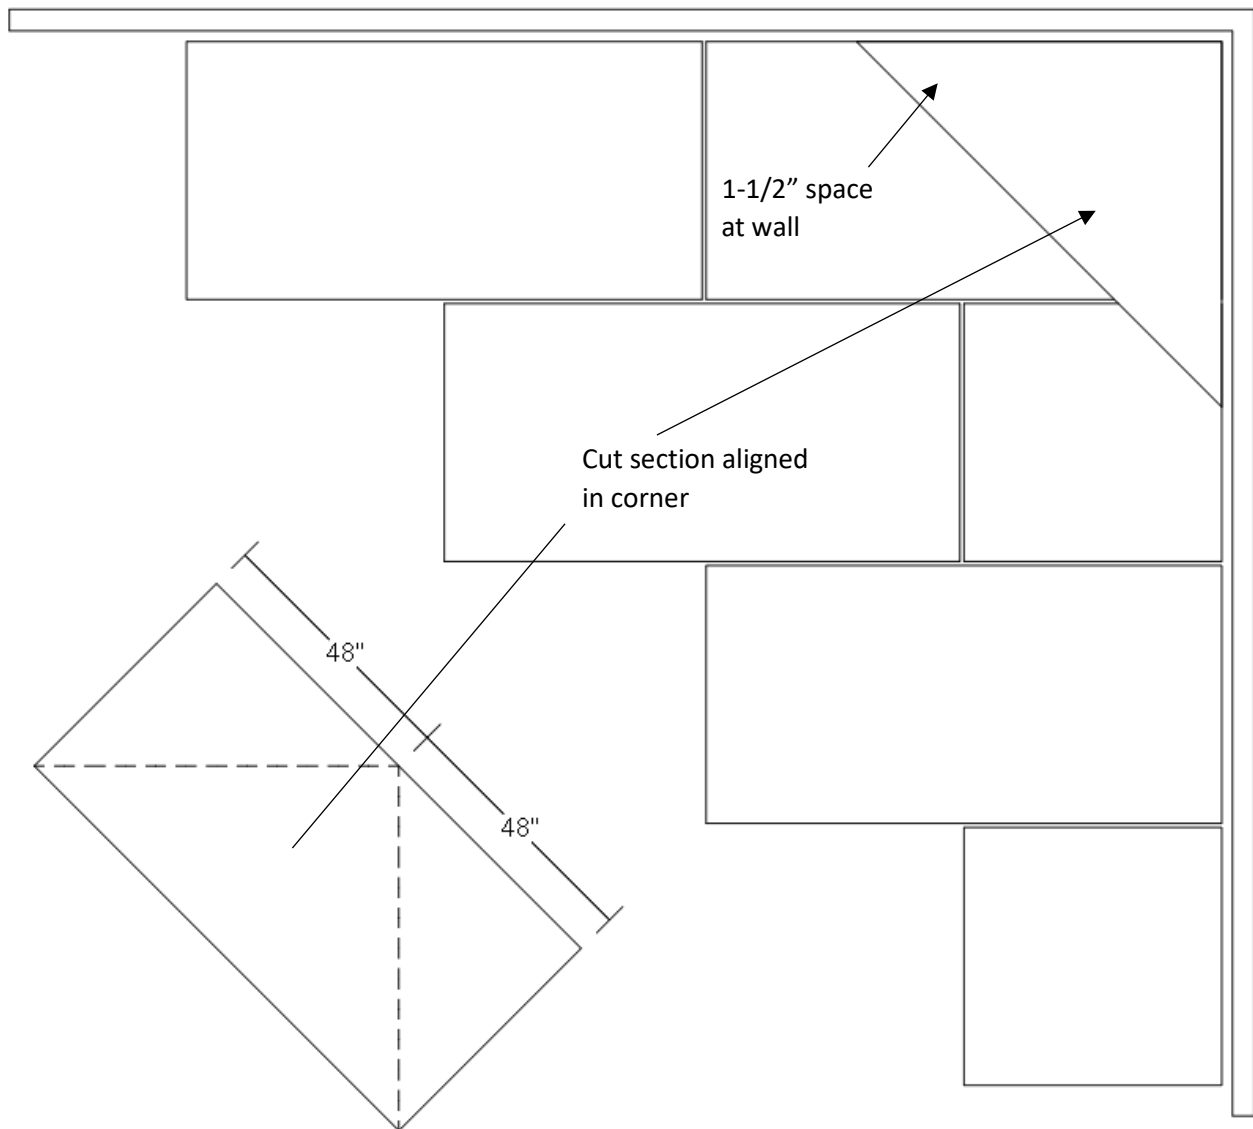 1-1/2” space
at wall
Cut section aligned
in corner
48"
48"